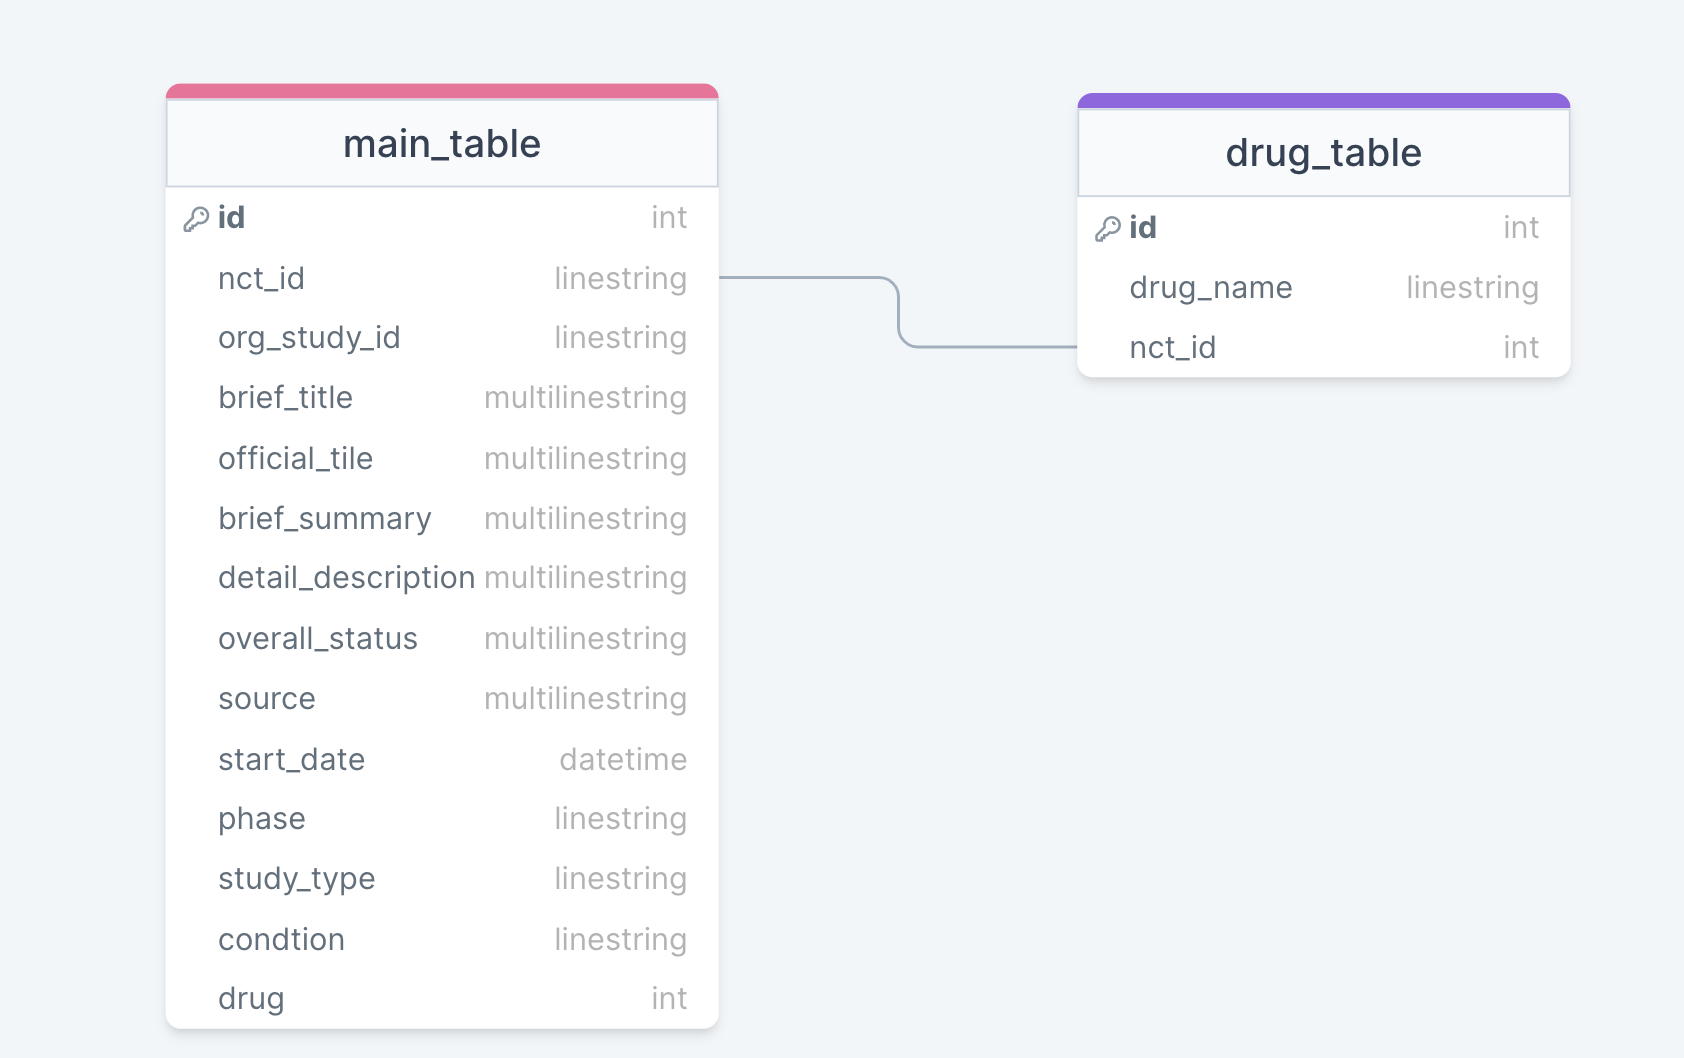 main_table
id int
nct_id linestring
org_study_id linestring
brief_title multilinestring
official_tile multilinestring
brief_summary multilinestring
detail_description multilinestring
overall_status multilinestring
source multilinestring
start_date datetime
phase linestring
study_type linestring
condtion linestring
drug int
drug_table
id int
drug_name linestring
nct_id int